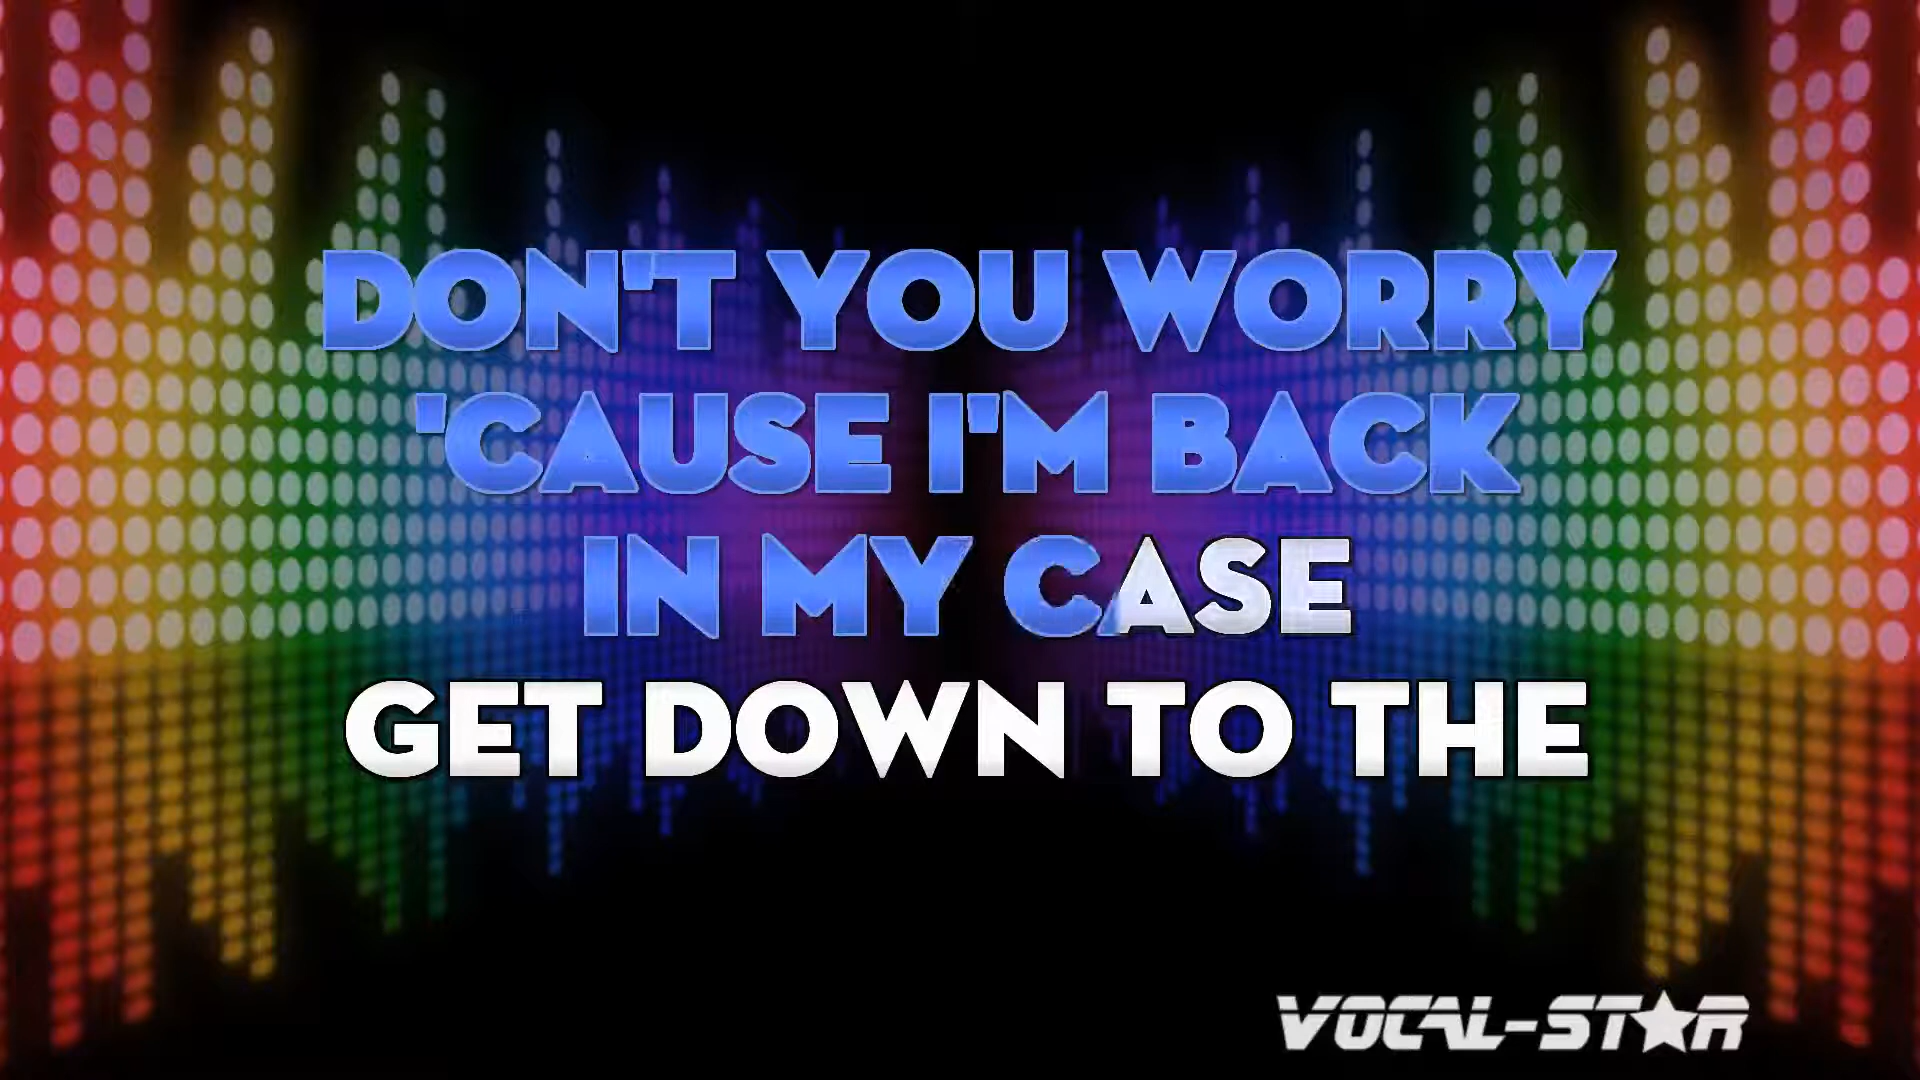 DON'T YOU WORRY
'CAUSE I'M BACK
IN MY CASE
GET DOWN TO THE
VOCAL-STAR